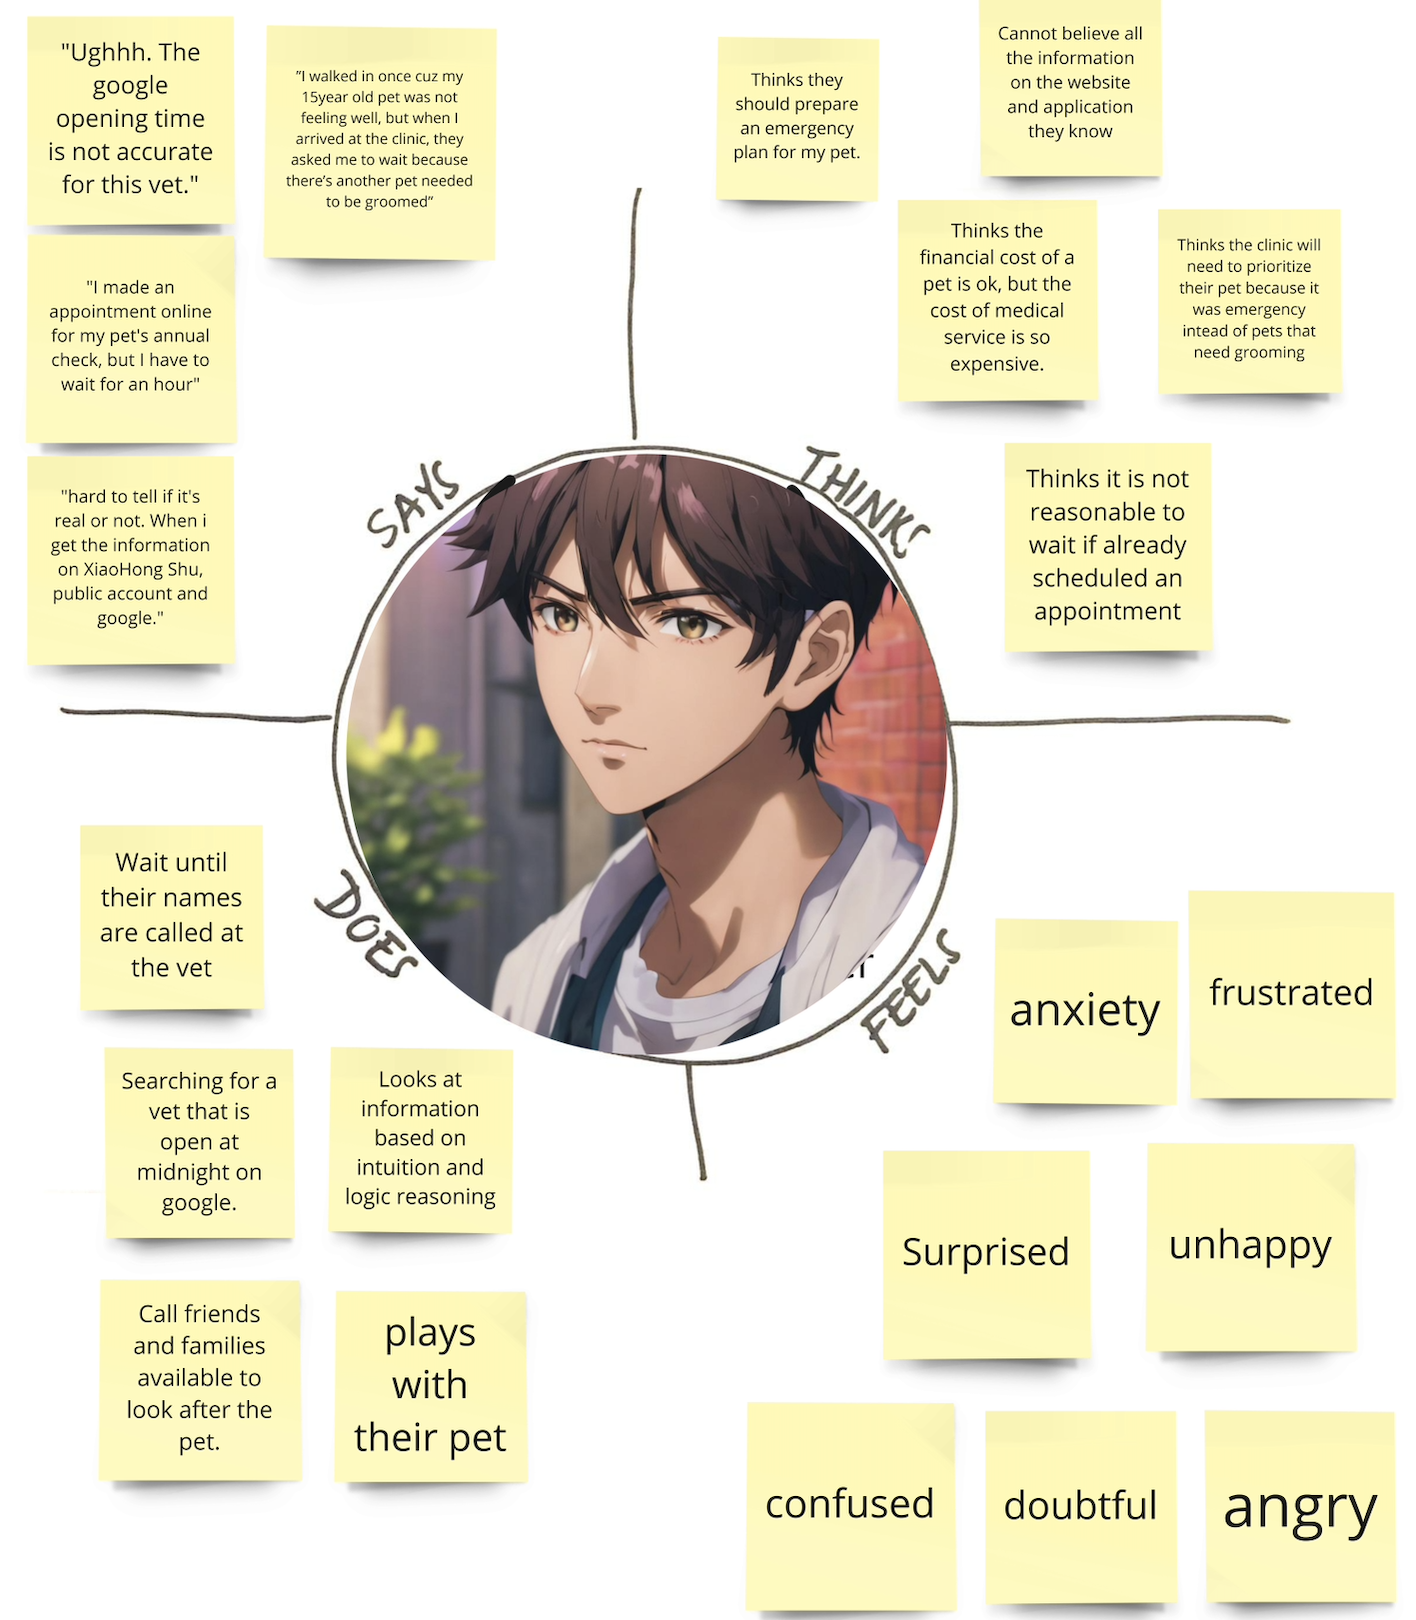 "Ughhh. The
google
opening time
is not accurate
for this vet."
"I walked in once cuz my
15year old pet was not
feeling well, but when I
arrived at the clinic, they
asked me to wait because
there's another pet needed
to be groomed"
"I made an
appointment online
for my pet's annual
check, but I have to
wait for an hour"
"hard to tell if it's
real or not. When i
get the information
on XiaoHong Shu,
public account and
google."
SAYS
Thinks they
should prepare
an emergency
plan for my pet.
Cannot believe all
the information
on the website
and application
they know
Thinks the
financial cost of a
pet is ok, but the
cost of medical
service is so
expensive.
Thinks the clinic will
need to prioritize
their pet because it
was emergency
intead of pets that
need grooming
Thinks it is not
reasonable to
wait if already
scheduled an
appointment
THINKS
DOES
Wait until
their names
are called at
the vet
Searching for a
vet that is
open at
midnight on
google.
Looks at
information
based on
intuition and
logic reasoning
Call friends
and families
available to
look after the
pet.
plays
with
their pet
FEELS
anxiety
frustrated
Surprised
unhappy
confused
doubtful
angry